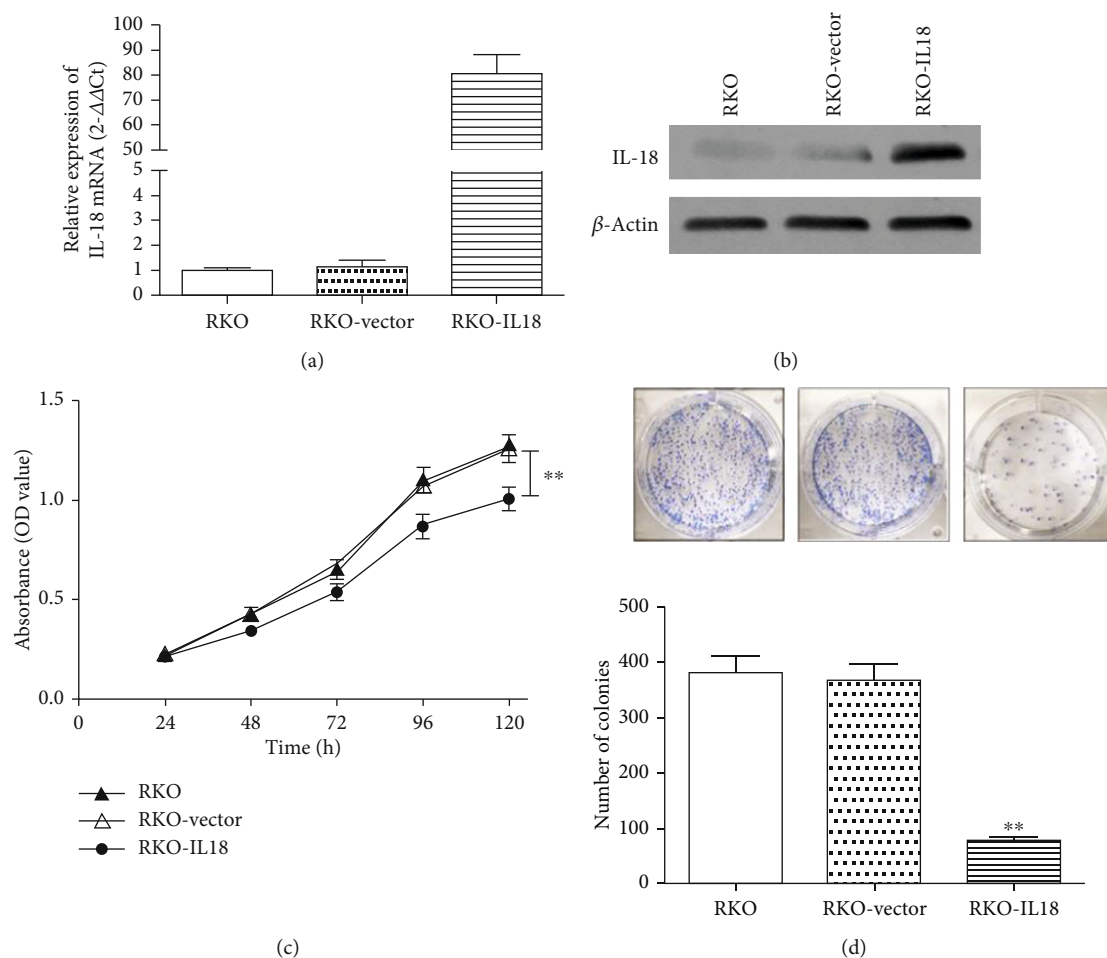 Relative expression of
IL-18 mRNA (2-ΔΔCt)
100
90
80
70
60
50
5
4
3
2
1
0
RKO
RKO-vector
RKO-IL18
(a)
RKO
RKO-vector
RKO-IL18
IL-18
β-Actin
(b)
Absorbance (OD value)
1.5
1.0
0.5
0.0
0
24
48
72
96
120
**
Time (h)
RKO
RKO-vector
RKO-IL18
(c)
Number of colonies
500
400
300
200
100
0
**
RKO
RKO-vector
RKO-IL18
(d)